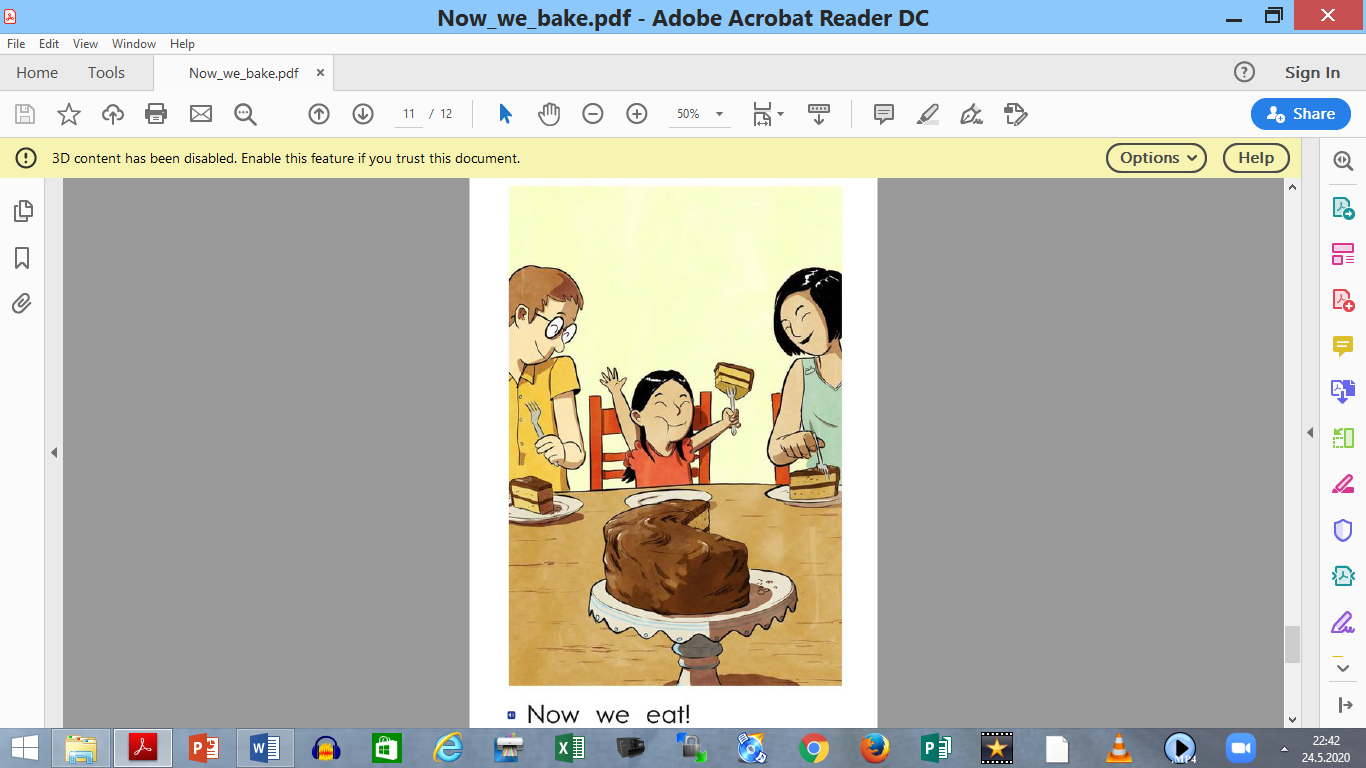 Now_we_bake.pdf - Adobe Acrobat Reader DC
File Edit View Window Help
Home Tools Now_we_bake.pdf × ? Sign In
11 / 12 50% Share
3D content has been disabled. Enable this feature if you trust this document. Options Help
Now we eat!
22:42
24.5.2020